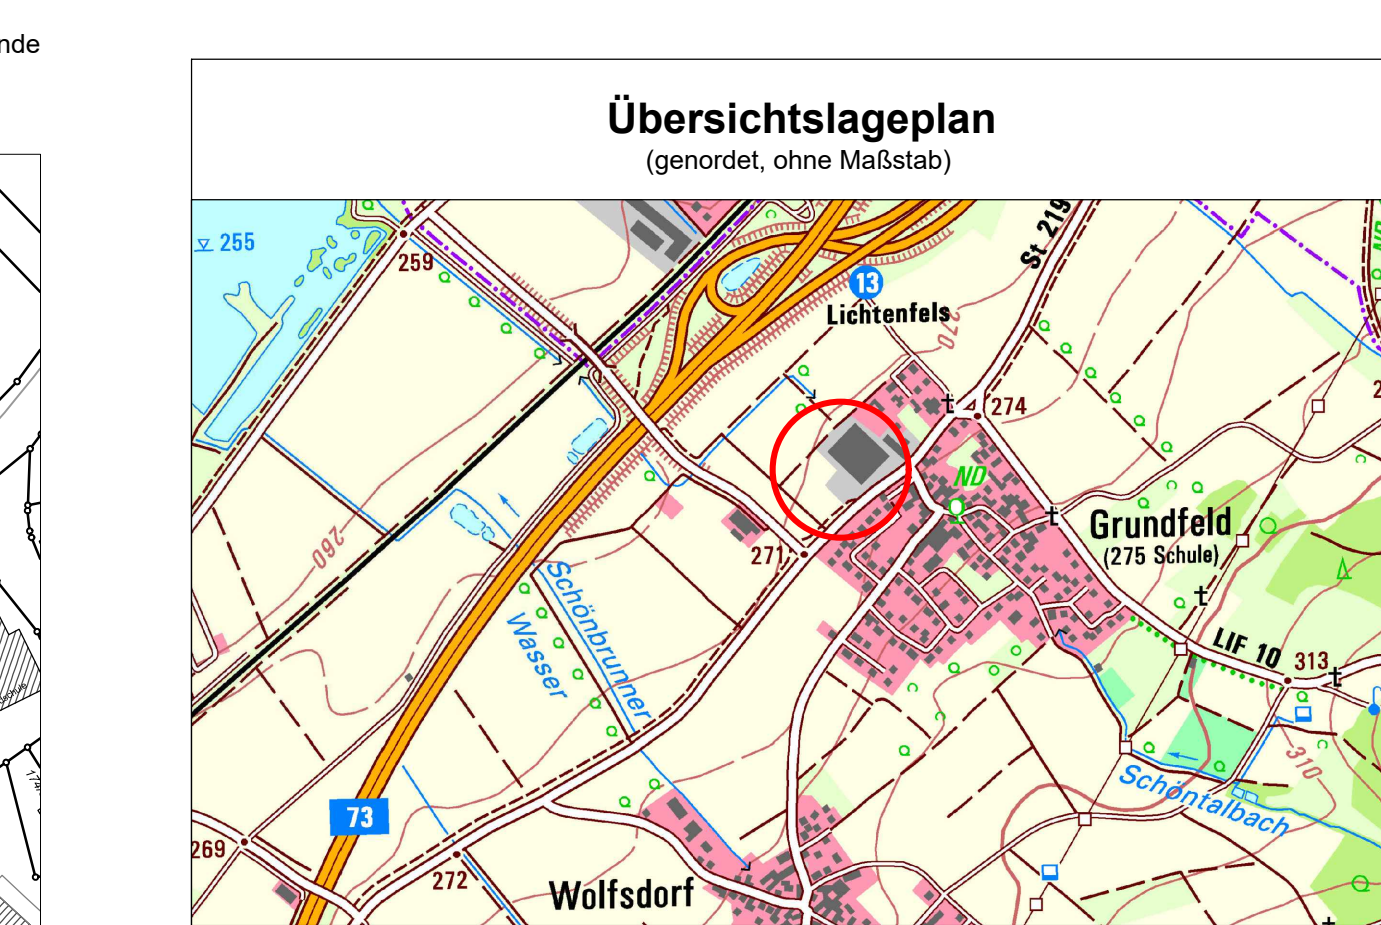 nde
Übersichtslageplan
(genordet, ohne Maßstab)
255
259
13
Lichtenfels
St 219
270
274
ND
ND
Grundfeld
(275 Schule)
260
271
Schönbrunner
Wasser
LIF 10
313
310
Schöntalbach
73
269
272
Wolfsdorf